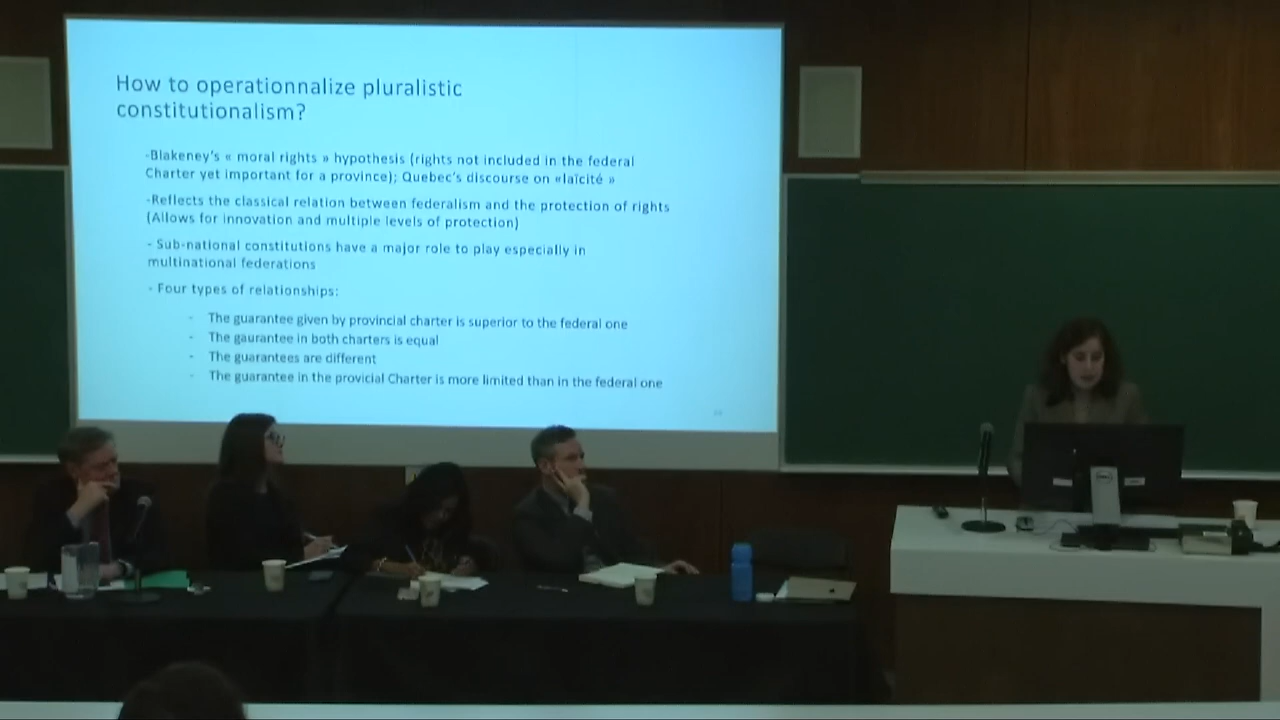 How to operationnalize pluralistic
constitutionalism?
-Blakeney's « moral rights » hypothesis (rights not included in the federal
Charter yet important for a province); Quebec's discourse on «laïcité »
-Reflects the classical relation between federalism and the protection of rights
(Allows for innovation and multiple levels of protection)
- Sub-national constitutions have a major role to play especially in
multinational federations
- Four types of relationships:
- The guarantee given by provincial charter is superior to the federal one
- The gaurantee in both charters is equal
- The guarantees are different
- The guarantee in the provicial Charter is more limited than in the federal one
DELL